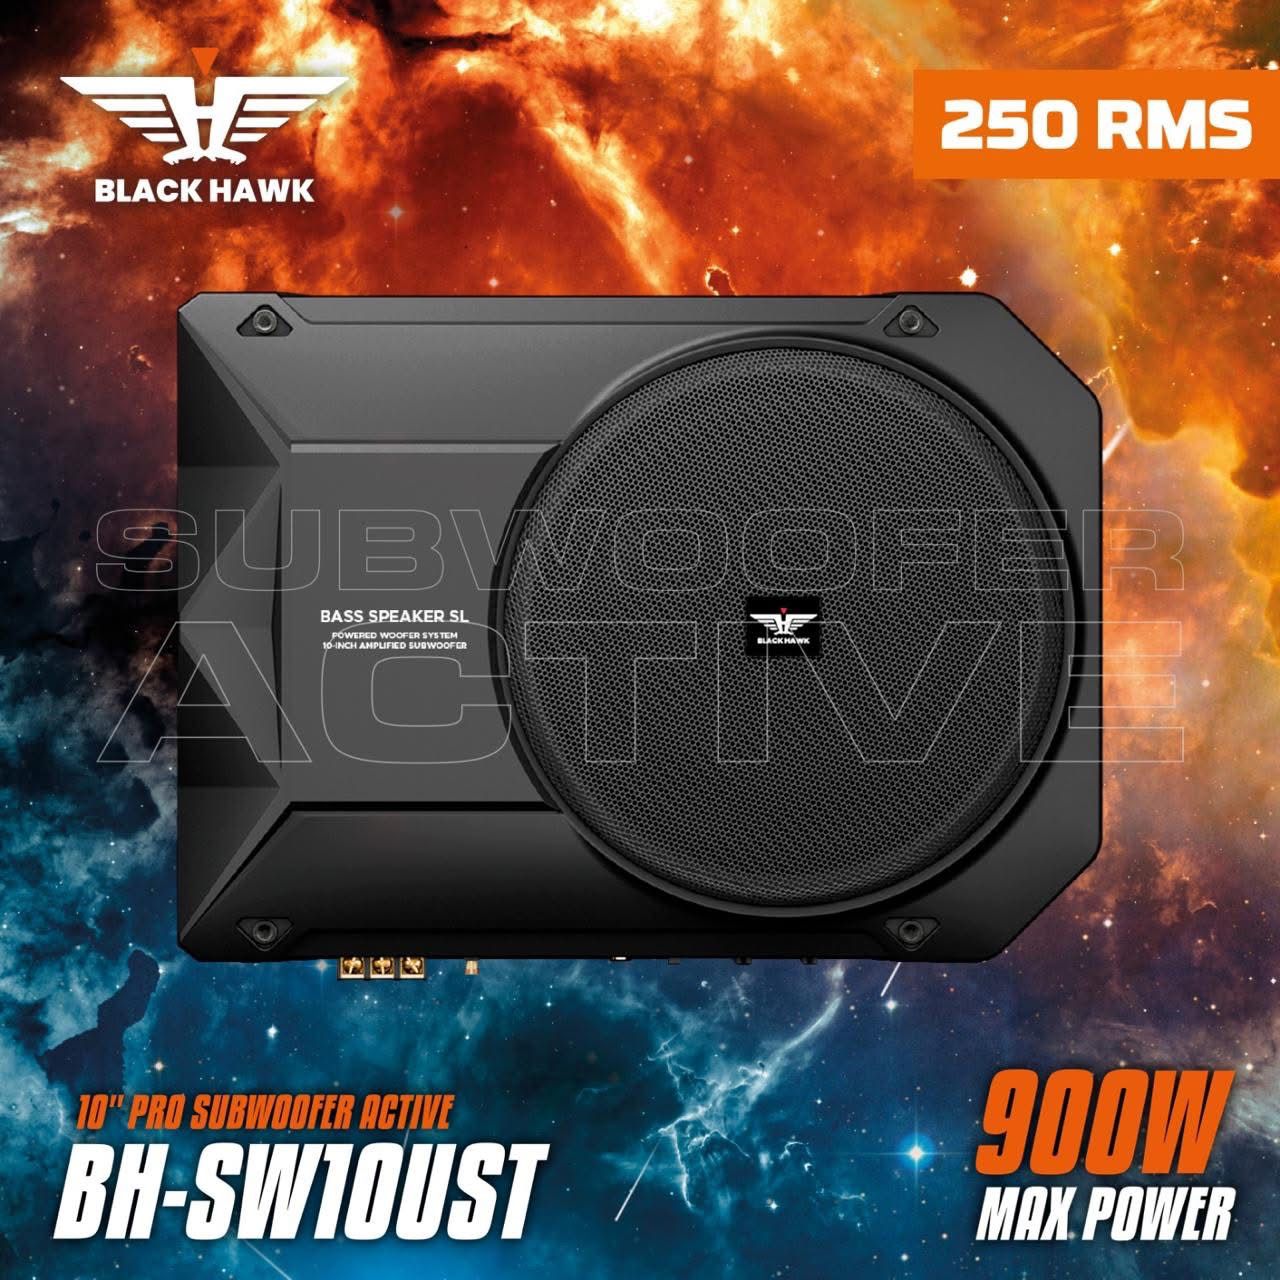 BLACK HAWK
250 RMS
SUBWOOFER
ACTIVE
BASS SPEAKER SL
POWERED WOOFER SYSTEM
10-INCH AMPLIFIED SUBWOOFER
BLACK HAWK
10" PRO SUBWOOFER ACTIVE
BH-SW10UST
900W
MAX POWER